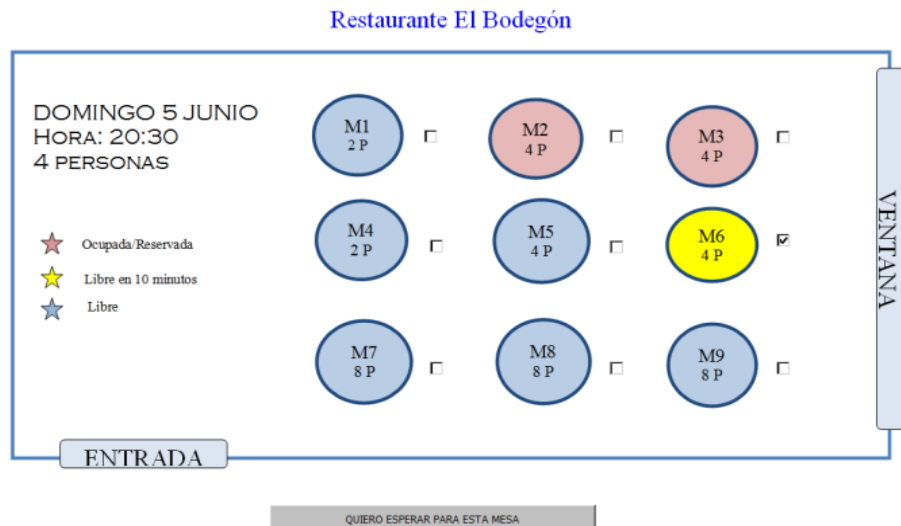 Restaurante El Bodegón
DOMINGO 5 JUNIO
HORA: 20:30
4 PERSONAS
M1
2 P
M2
4 P
M3
4 P
M4
2 P
M5
4 P
M6
4 P
Ocupada/Reservada
Libre en 10 minutos
Libre
M7
8 P
M8
8 P
M9
8 P
VENTANA
ENTRADA
QUIERO ESPERAR PARA ESTA MESA